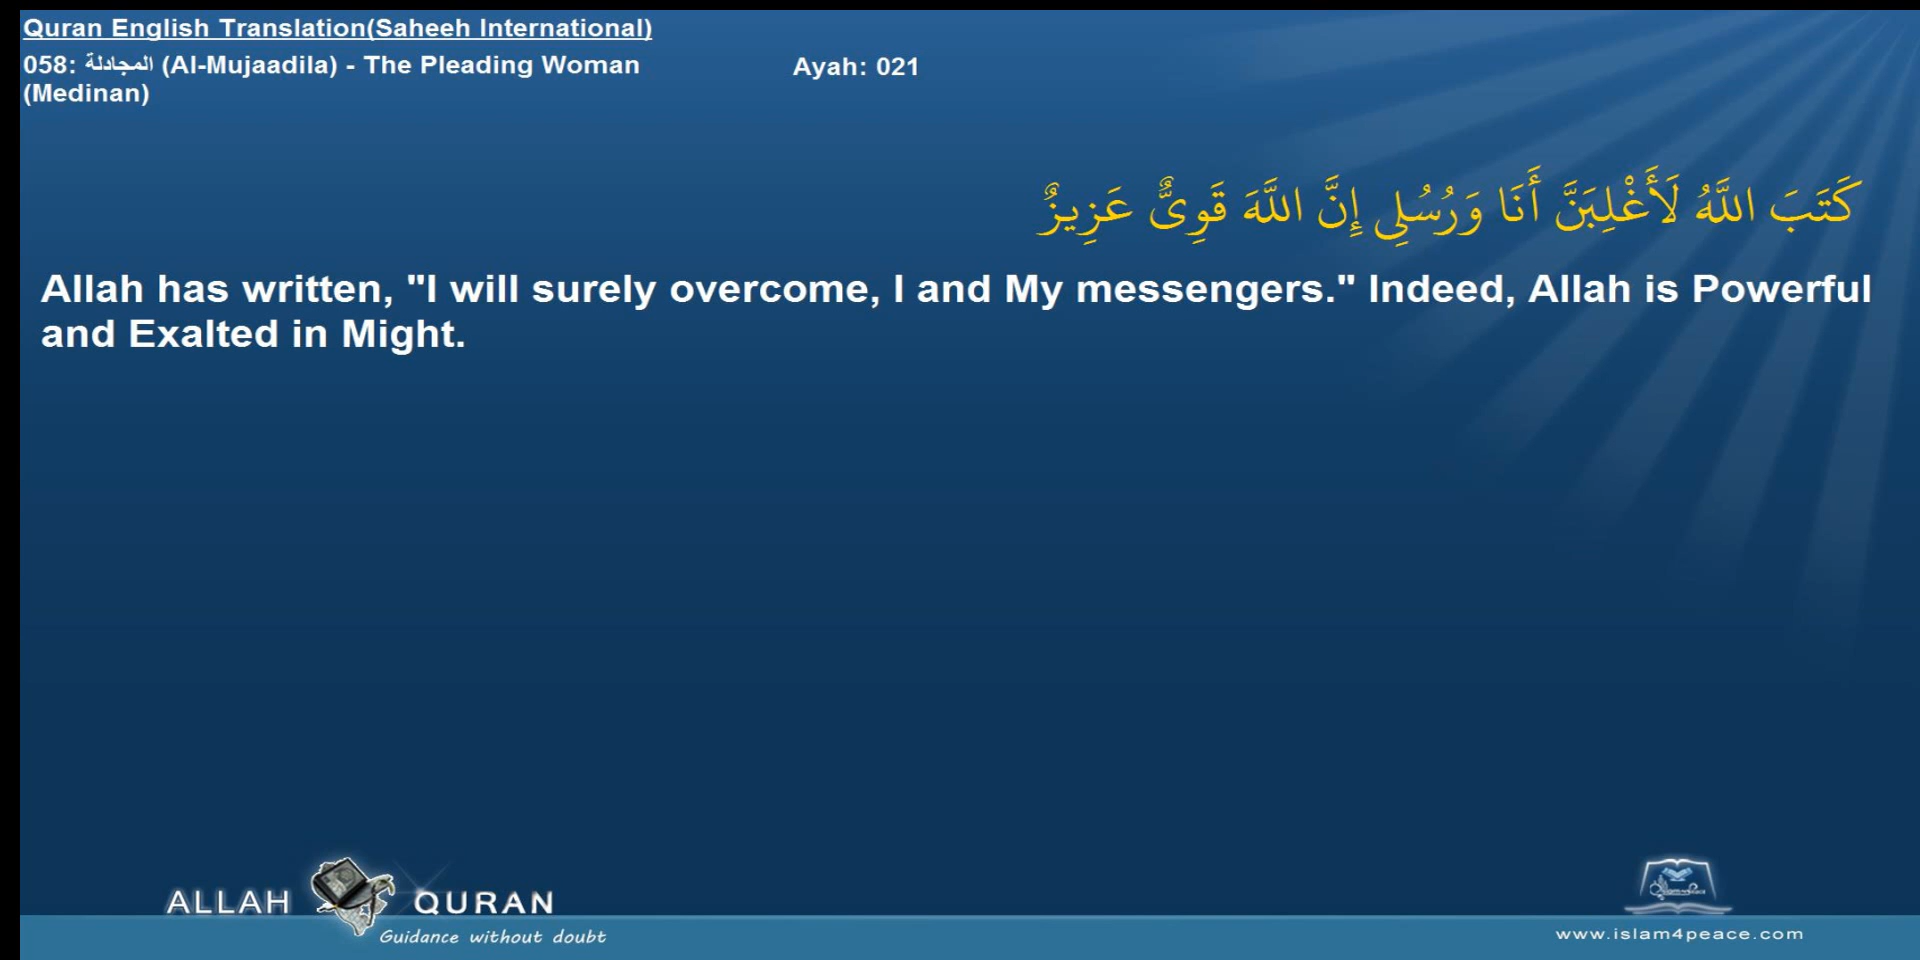 Quran English Translation(Saheeh International)
058: المجادلة (Al-Mujaadila) - The Pleading Woman
(Medinan)
Ayah: 021
كَتَبَ اللَّهُ لَأَغْلِبَنَّ أَنَا وَرُسُلِي إِنَّ اللَّهَ قَوِىٌّ عَزِيزٌ
Allah has written, "I will surely overcome, I and My messengers." Indeed, Allah is Powerful
and Exalted in Might.
ALLAH QURAN
Guidance without doubt
www.islam4peace.com